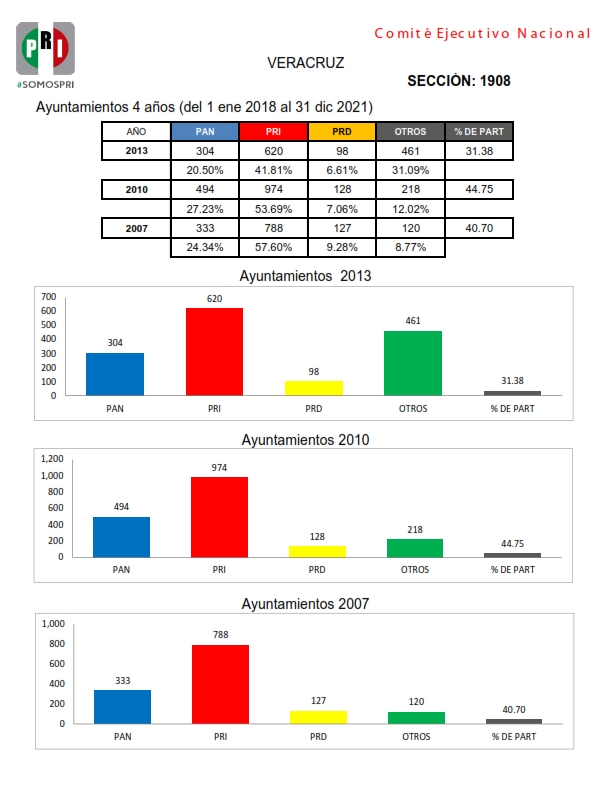 Comité Ejecutivo Nacional
PRI
#SOMOSPRI
VERACRUZ
SECCIÓN: 1908
Ayuntamientos 4 años (del 1 ene 2018 al 31 dic 2021)
AÑO PAN PRI PRD OTROS % DE PART
2013 304 620 98 461 31.38
20.50% 41.81% 6.61% 31.09%
2010 494 974 128 218 44.75
27.23% 53.69% 7.06% 12.02%
2007 333 788 127 120 40.70
24.34% 57.60% 9.28% 8.77%
Ayuntamientos 2013
700
600
500
400
300
200
100
0
304 620 98 461 31.38
PAN PRI PRD OTROS % DE PART
Ayuntamientos 2010
1,200
1,000
800
600
400
200
0
494 974 128 218 44.75
PAN PRI PRD OTROS % DE PART
Ayuntamientos 2007
1,000
800
600
400
200
0
333 788 127 120 40.70
PAN PRI PRD OTROS % DE PART